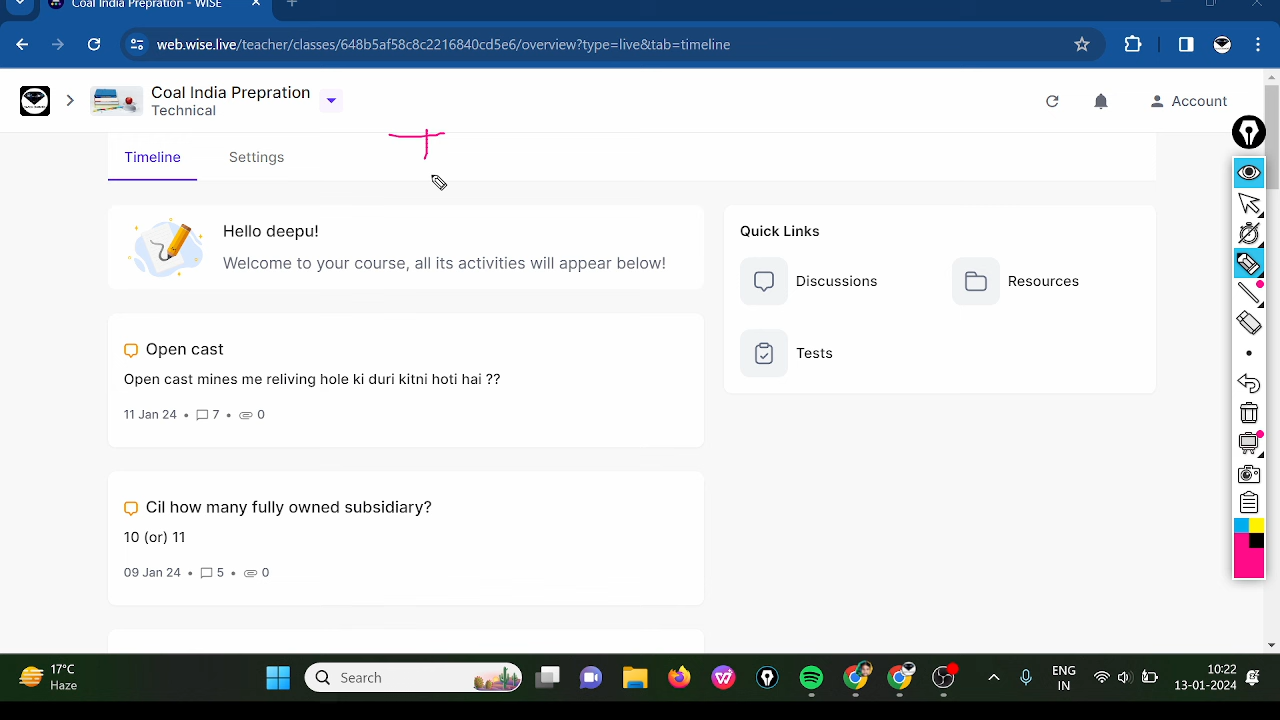 Coal India Prepration - WISE
web.wise.live/teacher/classes/648b5af58c8c2216840cd5e6/overview?type=live&tab=timeline
Coal India Prepration
Technical
Account
Timeline
Settings
Hello deepu!
Welcome to your course, all its activities will appear below!
Quick Links
Discussions
Resources
Tests
Open cast
Open cast mines me reliving hole ki duri kitni hoti hai ??
11 Jan 24 • 7 • 0
Cil how many fully owned subsidiary?
10 (or) 11
09 Jan 24 • 5 • 0
17°C
Haze
Search
ENG
IN
10:22
13-01-2024